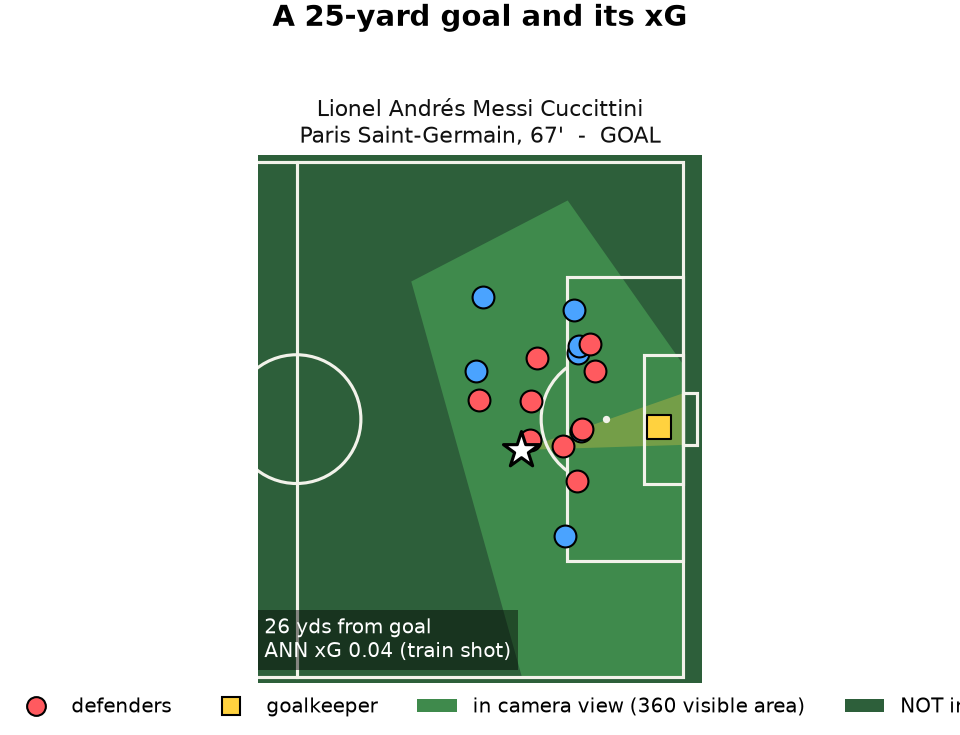 A 25-yard goal and its xG
Lionel Andrés Messi Cuccittini
Paris Saint-Germain, 67'  -  GOAL
26 yds from goal
ANN xG 0.04 (train shot)
defenders
goalkeeper
in camera view (360 visible area)
NOT